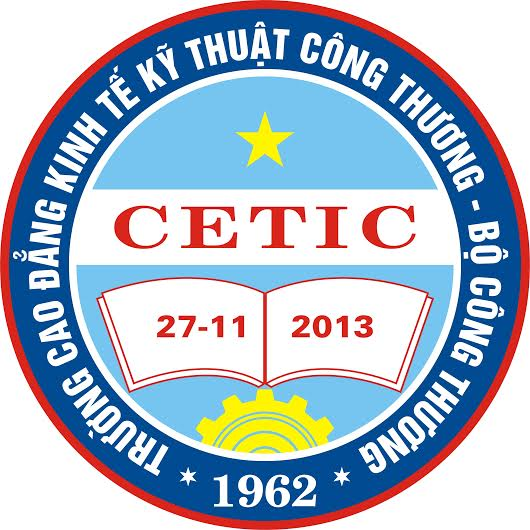 TRƯỜNG CAO ĐẲNG KINH TẾ KỸ THUẬT CÔNG THƯƠNG - BỘ CÔNG THƯƠNG
CETIC
27-11 2013
* 1962 *